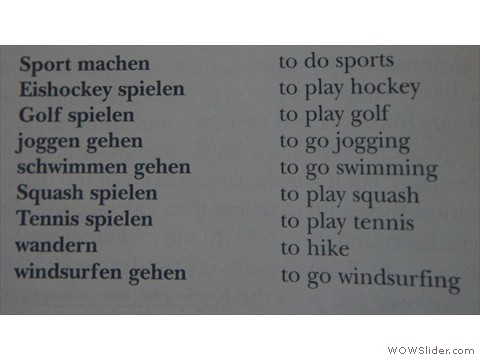 Sport machen to do sports
Eishockey spielen to play hockey
Golf spielen to play golf
joggen gehen to go jogging
schwimmen gehen to go swimming
Squash spielen to play squash
Tennis spielen to play tennis
wandern to hike
windsurfen gehen to go windsurfing
WOWSlider.com